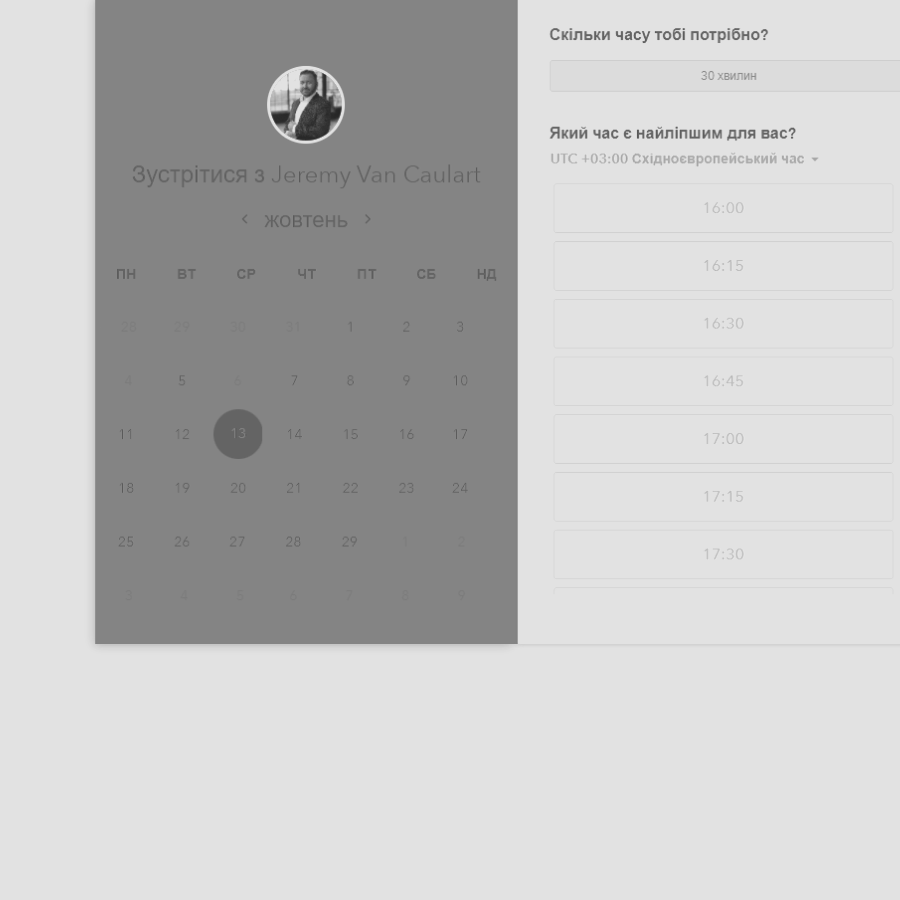 Зустрітися з Jeremy Van Caulart
жовтень
ПН ВТ СР ЧТ ПТ СБ НД
28 29 30 31 1 2 3
4 5 6 7 8 9 10
11 12 13 14 15 16 17
18 19 20 21 22 23 24
25 26 27 28 29 1 2
3 4 5 6 7 8 9
Скільки часу тобі потрібно?
30 хвилин
Який час є найліпшим для вас?
UTC +03:00 Східноєвропейський час
16:00
16:15
16:30
16:45
17:00
17:15
17:30